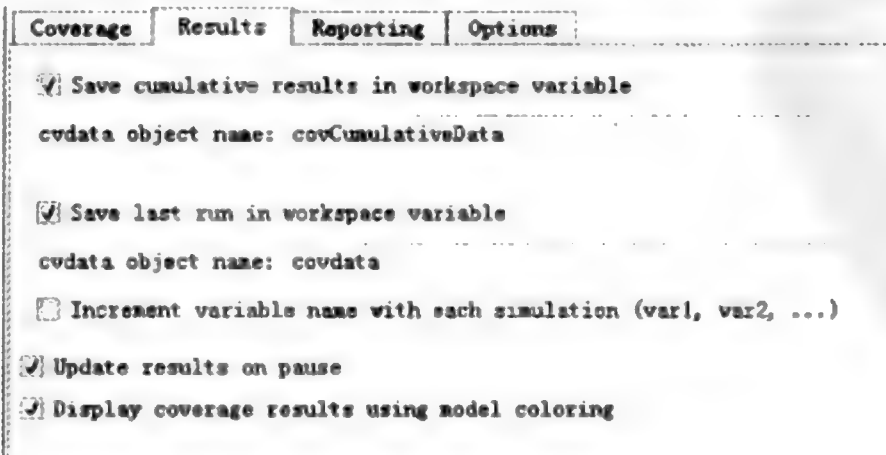 Coverage Results Reporting Options
Save cumulative results in workspace variable
cvdata object name: covCumulativeData
Save last run in workspace variable
cvdata object name: covdata
Increment variable name with each simulation (var1, var2, ...)
Update results on pause
Display coverage results using model coloring